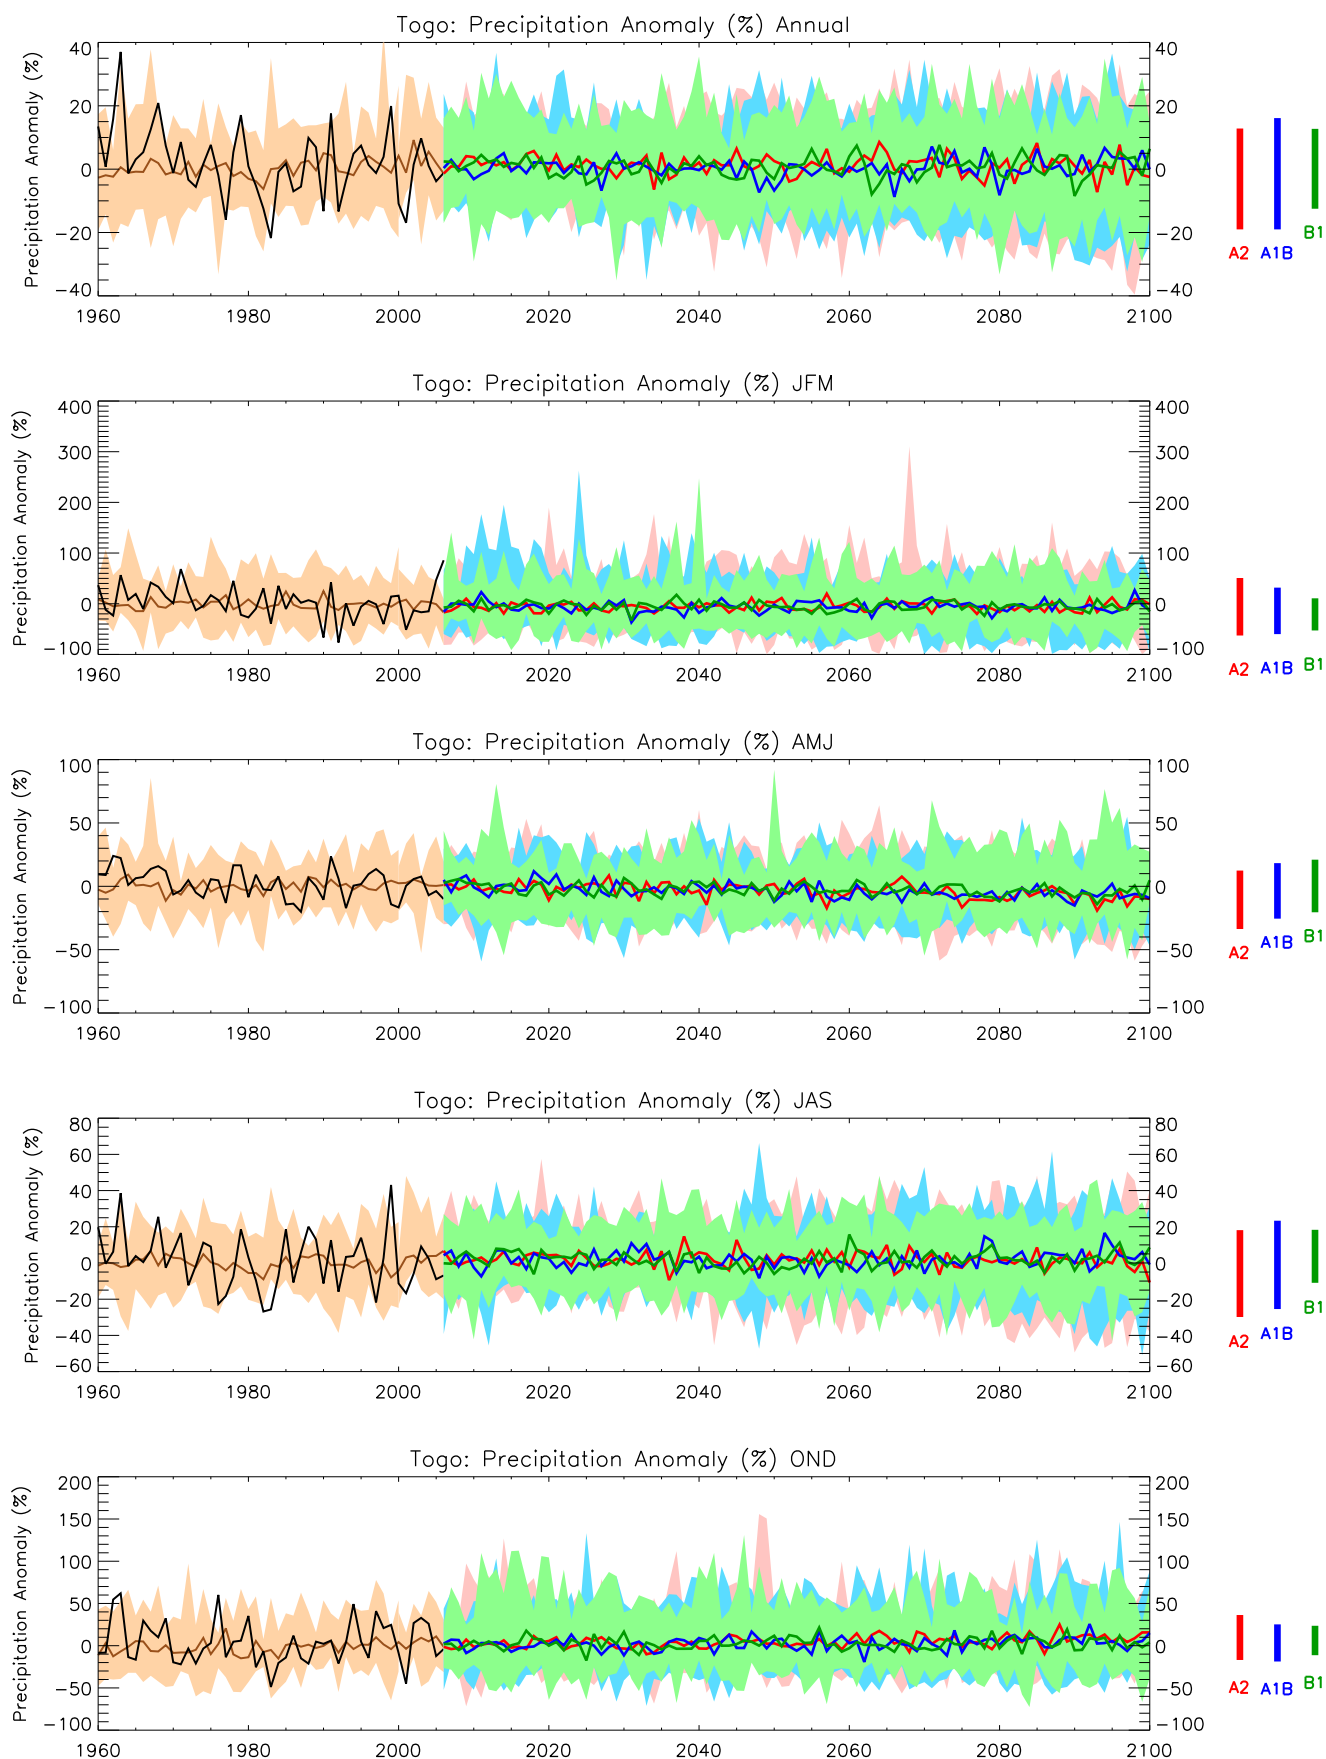 Togo: Precipitation Anomaly (%) Annual
Precipitation Anomaly (%)
40 20 0 −20 −40
40 20 0 −20 −40
1960 1980 2000 2020 2040 2060 2080 2100
A2 A1B B1
Togo: Precipitation Anomaly (%) JFM
Precipitation Anomaly (%)
400 300 200 100 0 −100
400 300 200 100 0 −100
1960 1980 2000 2020 2040 2060 2080 2100
A2 A1B B1
Togo: Precipitation Anomaly (%) AMJ
Precipitation Anomaly (%)
100 50 0 −50 −100
100 50 0 −50 −100
1960 1980 2000 2020 2040 2060 2080 2100
A2 A1B B1
Togo: Precipitation Anomaly (%) JAS
Precipitation Anomaly (%)
80 60 40 20 0 −20 −40 −60
80 60 40 20 0 −20 −40 −60
1960 1980 2000 2020 2040 2060 2080 2100
A2 A1B B1
Togo: Precipitation Anomaly (%) OND
Precipitation Anomaly (%)
200 150 100 50 0 −50 −100
200 150 100 50 0 −50 −100
1960 1980 2000 2020 2040 2060 2080 2100
A2 A1B B1